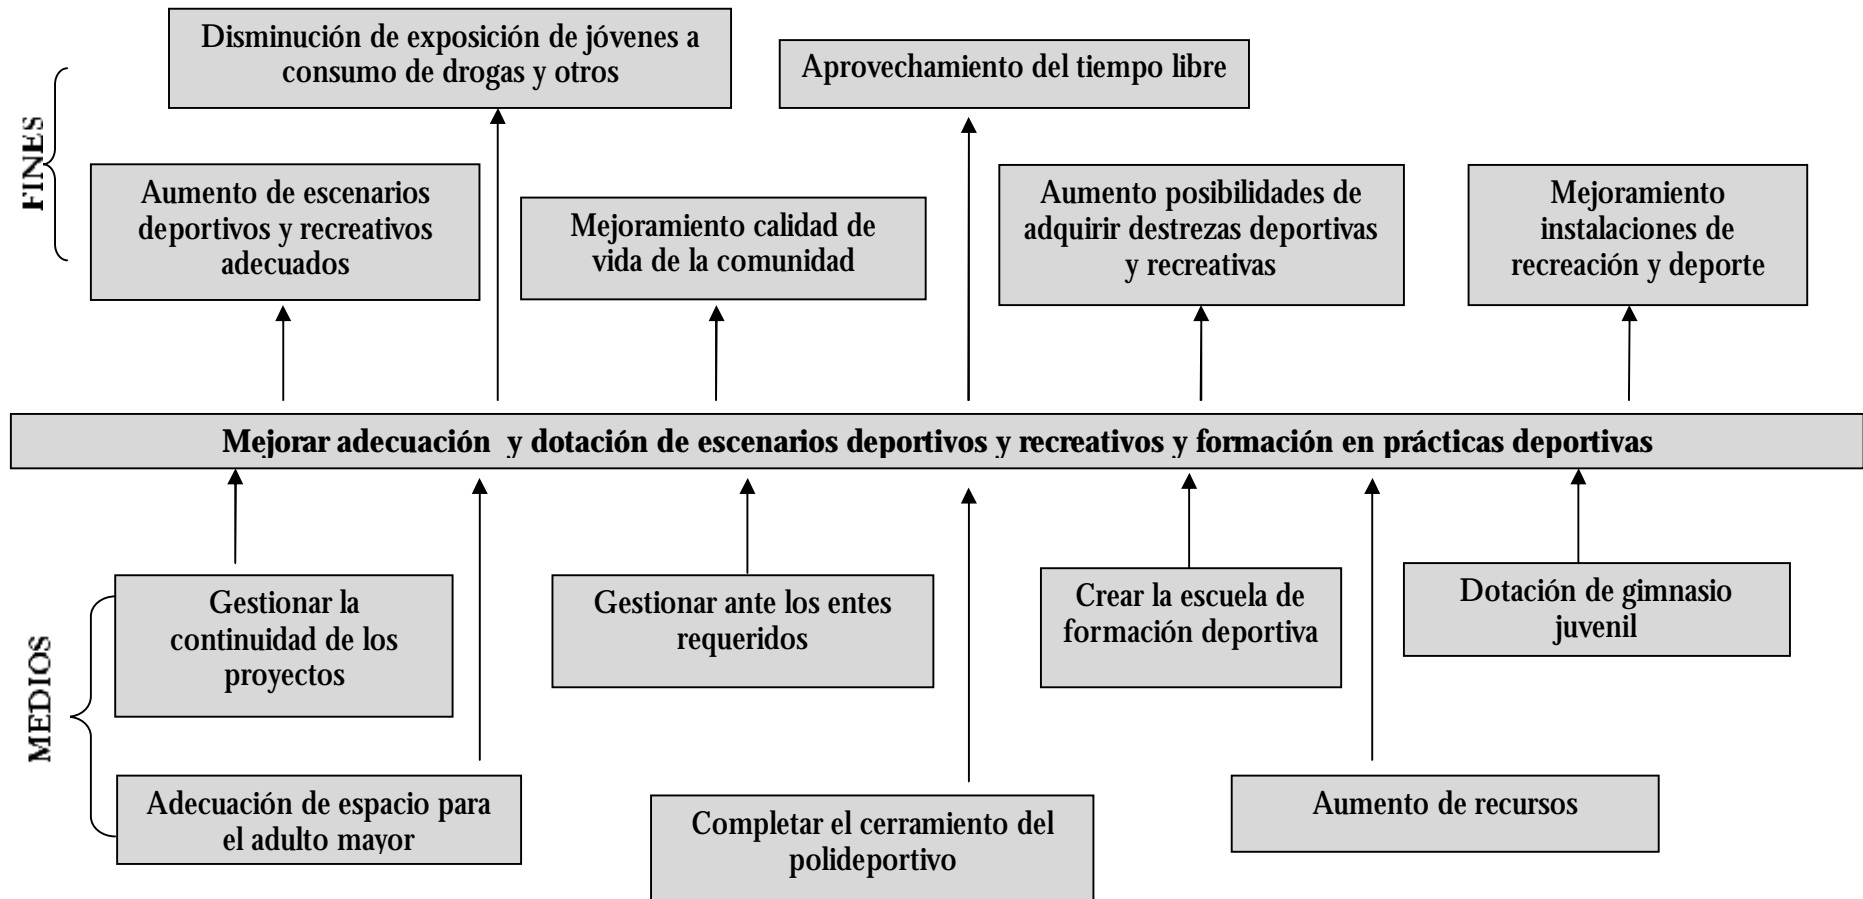 Disminución de exposición de jóvenes a
consumo de drogas y otros
Aprovechamiento del tiempo libre
FINES
Aumento de escenarios
deportivos y recreativos
adecuados
Mejoramiento calidad de
vida de la comunidad
Aumento posibilidades de
adquirir destrezas deportivas
y recreativas
Mejoramiento
instalaciones de
recreación y deporte
Mejorar adecuación y dotación de escenarios deportivos y recreativos y formación en prácticas deportivas
MEDIOS
Gestionar la
continuidad de los
proyectos
Gestionar ante los entes
requeridos
Crear la escuela de
formación deportiva
Dotación de gimnasio
juvenil
Adecuación de espacio para
el adulto mayor
Completar el cerramiento del
polideportivo
Aumento de recursos